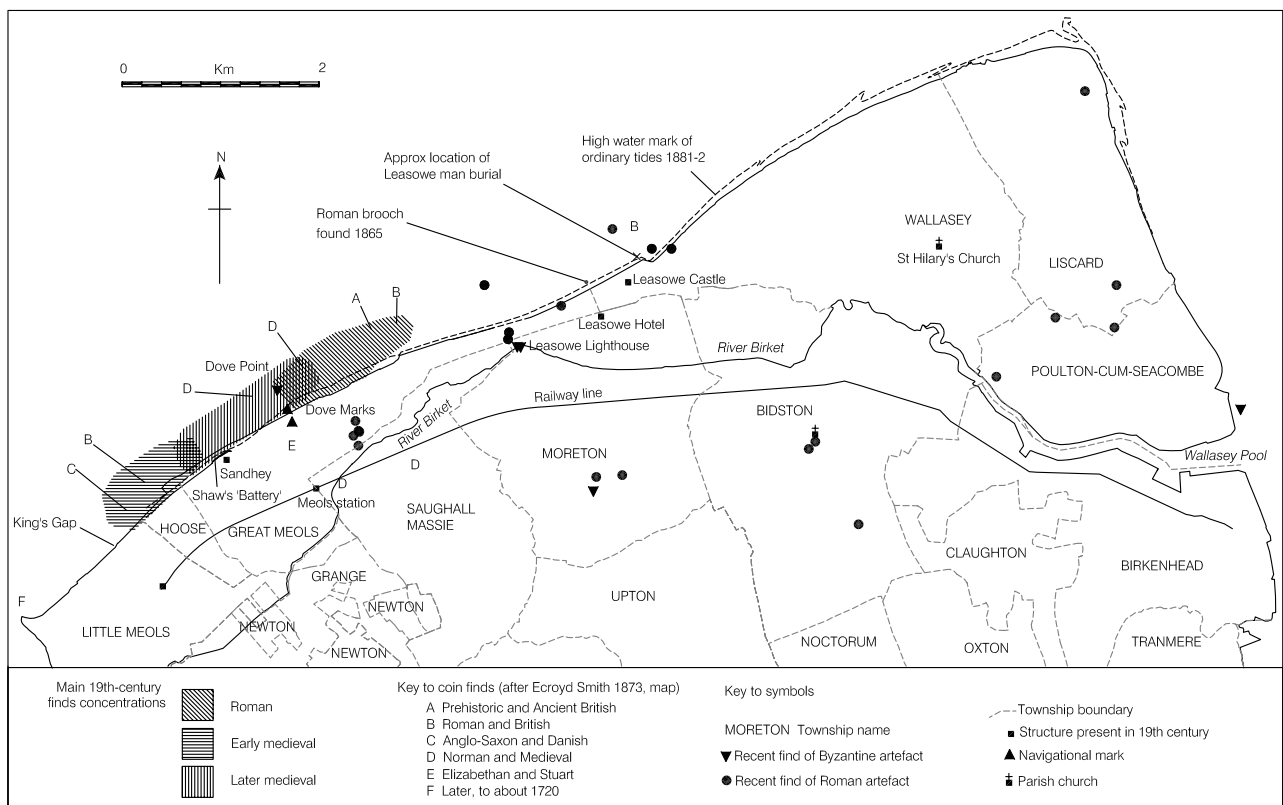 0 Km 2
N
High water mark of
ordinary tides 1881-2
Approx location of
Leasowe man burial
Roman brooch
found 1865
B
WALLASEY
St Hilary's Church
LISCARD
Leasowe Castle
A
B
D
Leasowe Hotel
Leasowe Lighthouse
River Birket
Dove Point
D
POULTON-CUM-SEACOMBE
Railway line
Dove Marks
River Birket
BIDSTON
B
E
MORETON
Wallasey Pool
C
Sandhey
D
Shaw's 'Battery'
D
Meols station
SAUGHALL
MASSIE
King's Gap
HOOSE
GREAT MEOLS
CLAUGHTON
BIRKENHEAD
GRANGE
F
NEWTON
UPTON
LITTLE MEOLS
NEWTON
NEWTON
NOCTORUM
OXTON
TRANMERE
Main 19th-century
finds concentrations
Roman
Early medieval
Later medieval
Key to coin finds (after Ecroyd Smith 1873, map)
A Prehistoric and Ancient British
B Roman and British
C Anglo-Saxon and Danish
D Norman and Medieval
E Elizabethan and Stuart
F Later, to about 1720
Key to symbols
MORETON Township name
Recent find of Byzantine artefact
Recent find of Roman artefact
Township boundary
Structure present in 19th century
Navigational mark
Parish church